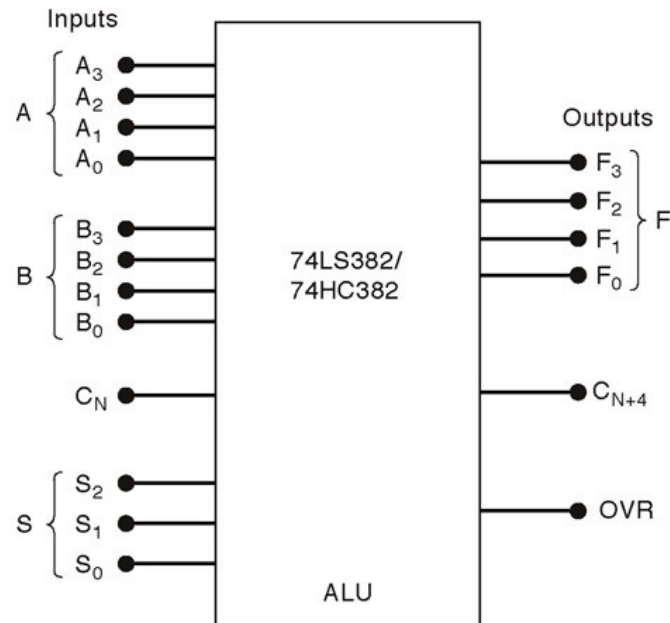 Inputs
A
A3
A2
A1
A0
B
B3
B2
B1
B0
CN
S
S2
S1
S0
74LS382/
74HC382
ALU
Outputs
F3
F2
F1
F0
F
CN+4
OVR